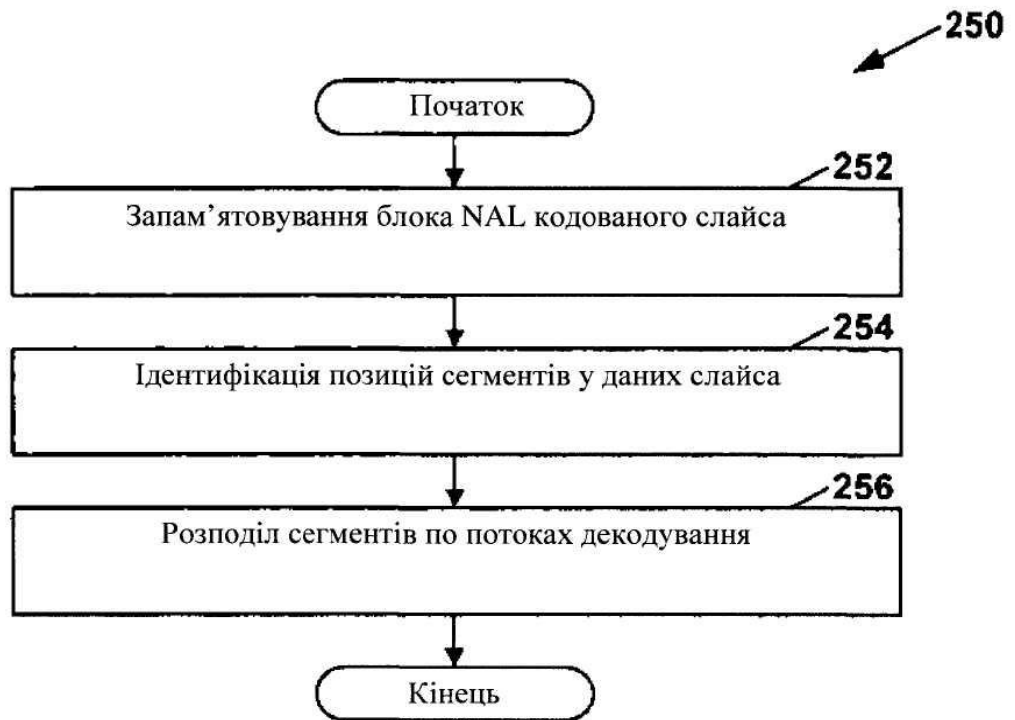 250
Початок
252
Запам’ятовування блока NAL кодованого слайса
254
Ідентифікація позицій сегментів у даних слайса
256
Розподіл сегментів по потоках декодування
Кінець